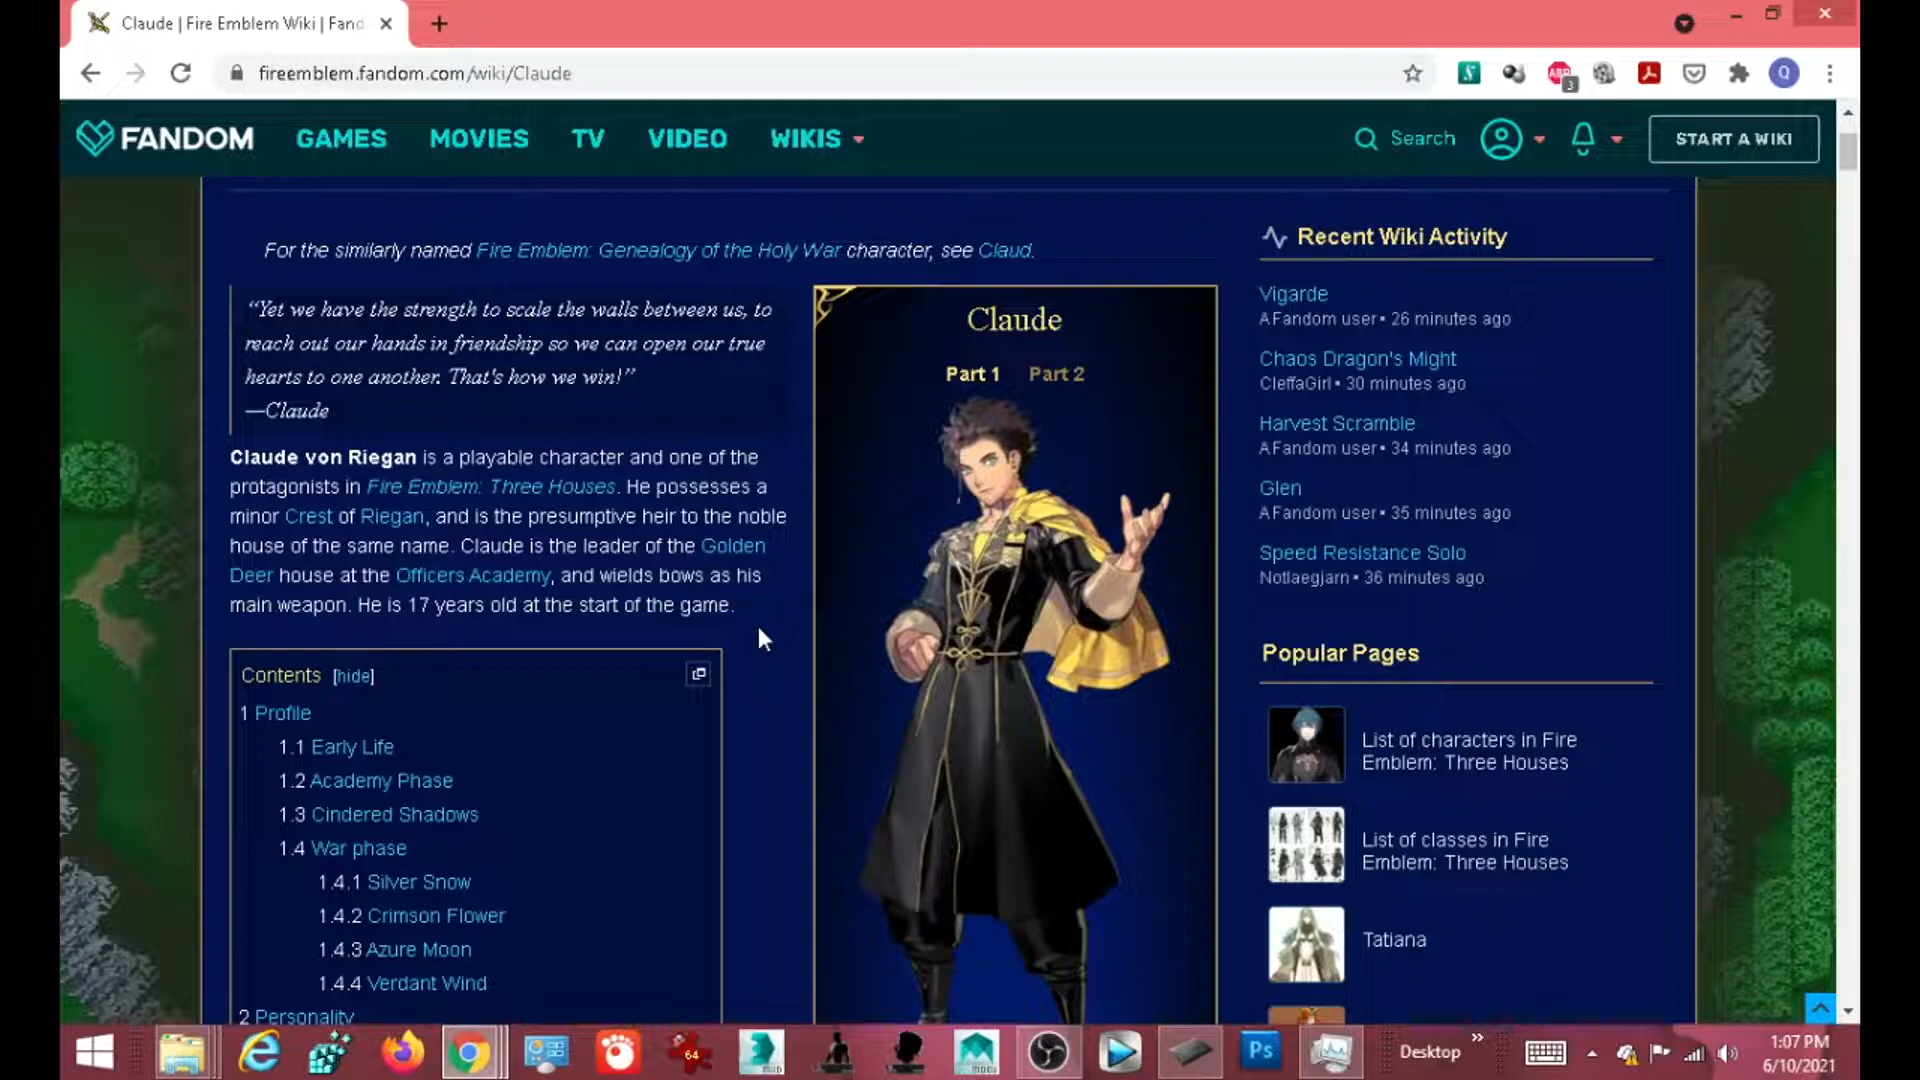 Claude | Fire Emblem Wiki | Fand
fireemblem.fandom.com/wiki/Claude
ABP
3
Q
FANDOM
GAMES
MOVIES
TV
VIDEO
WIKIS
Search
START A WIKI
For the similarly named Fire Emblem: Genealogy of the Holy War character, see Claud.
“Yet we have the strength to scale the walls between us, to
reach out our hands in friendship so we can open our true
hearts to one another. That's how we win!”
—Claude
Claude von Riegan is a playable character and one of the
protagonists in Fire Emblem: Three Houses. He possesses a
minor Crest of Riegan, and is the presumptive heir to the noble
house of the same name. Claude is the leader of the Golden
Deer house at the Officers Academy, and wields bows as his
main weapon. He is 17 years old at the start of the game.
Contents [hide]
1 Profile
1.1 Early Life
1.2 Academy Phase
1.3 Cindered Shadows
1.4 War phase
1.4.1 Silver Snow
1.4.2 Crimson Flower
1.4.3 Azure Moon
1.4.4 Verdant Wind
2 Personality
Claude
Part 1 Part 2
Recent Wiki Activity
Vigarde
A Fandom user • 26 minutes ago
Chaos Dragon's Might
CleffaGirl • 30 minutes ago
Harvest Scramble
A Fandom user • 34 minutes ago
Glen
A Fandom user • 35 minutes ago
Speed Resistance Solo
Notlaegjarn • 36 minutes ago
Popular Pages
List of characters in Fire
Emblem: Three Houses
List of classes in Fire
Emblem: Three Houses
Tatiana
64
Ps
Desktop
1:07 PM
6/10/2021